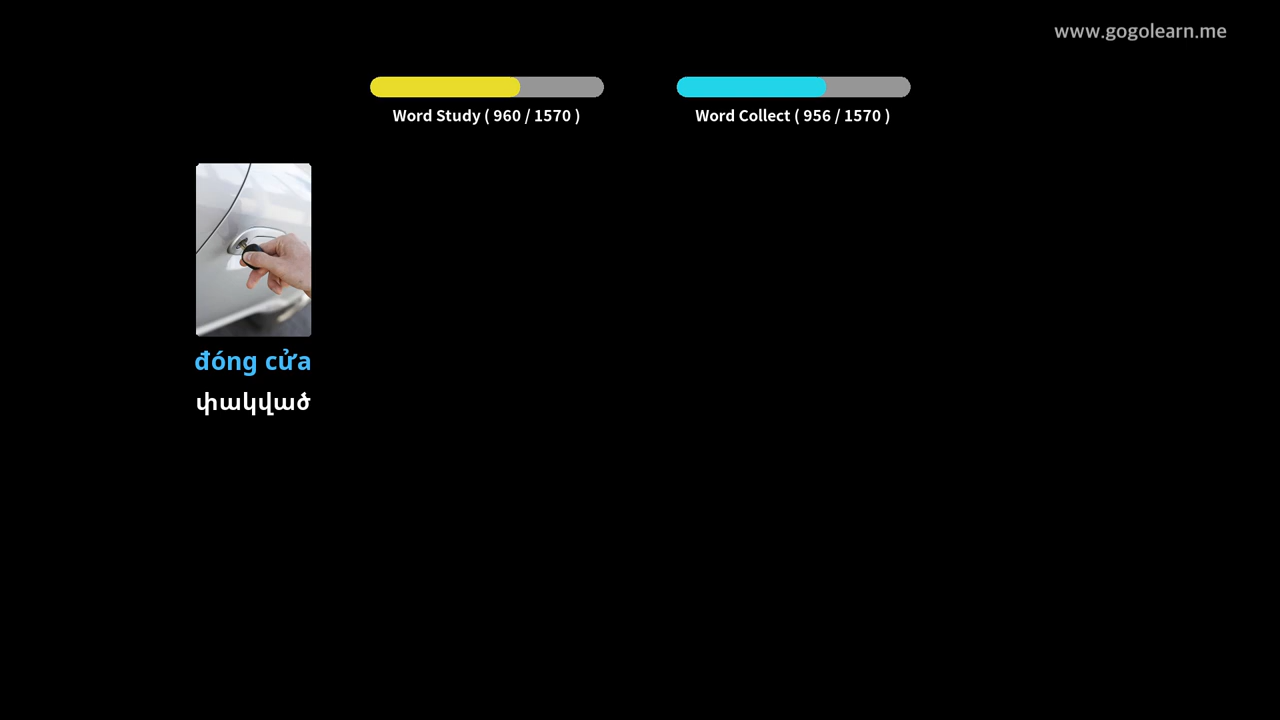 www.gogolearn.me
Word Study ( 960 / 1570 )
Word Collect ( 956 / 1570 )
đóng cửa
փակված